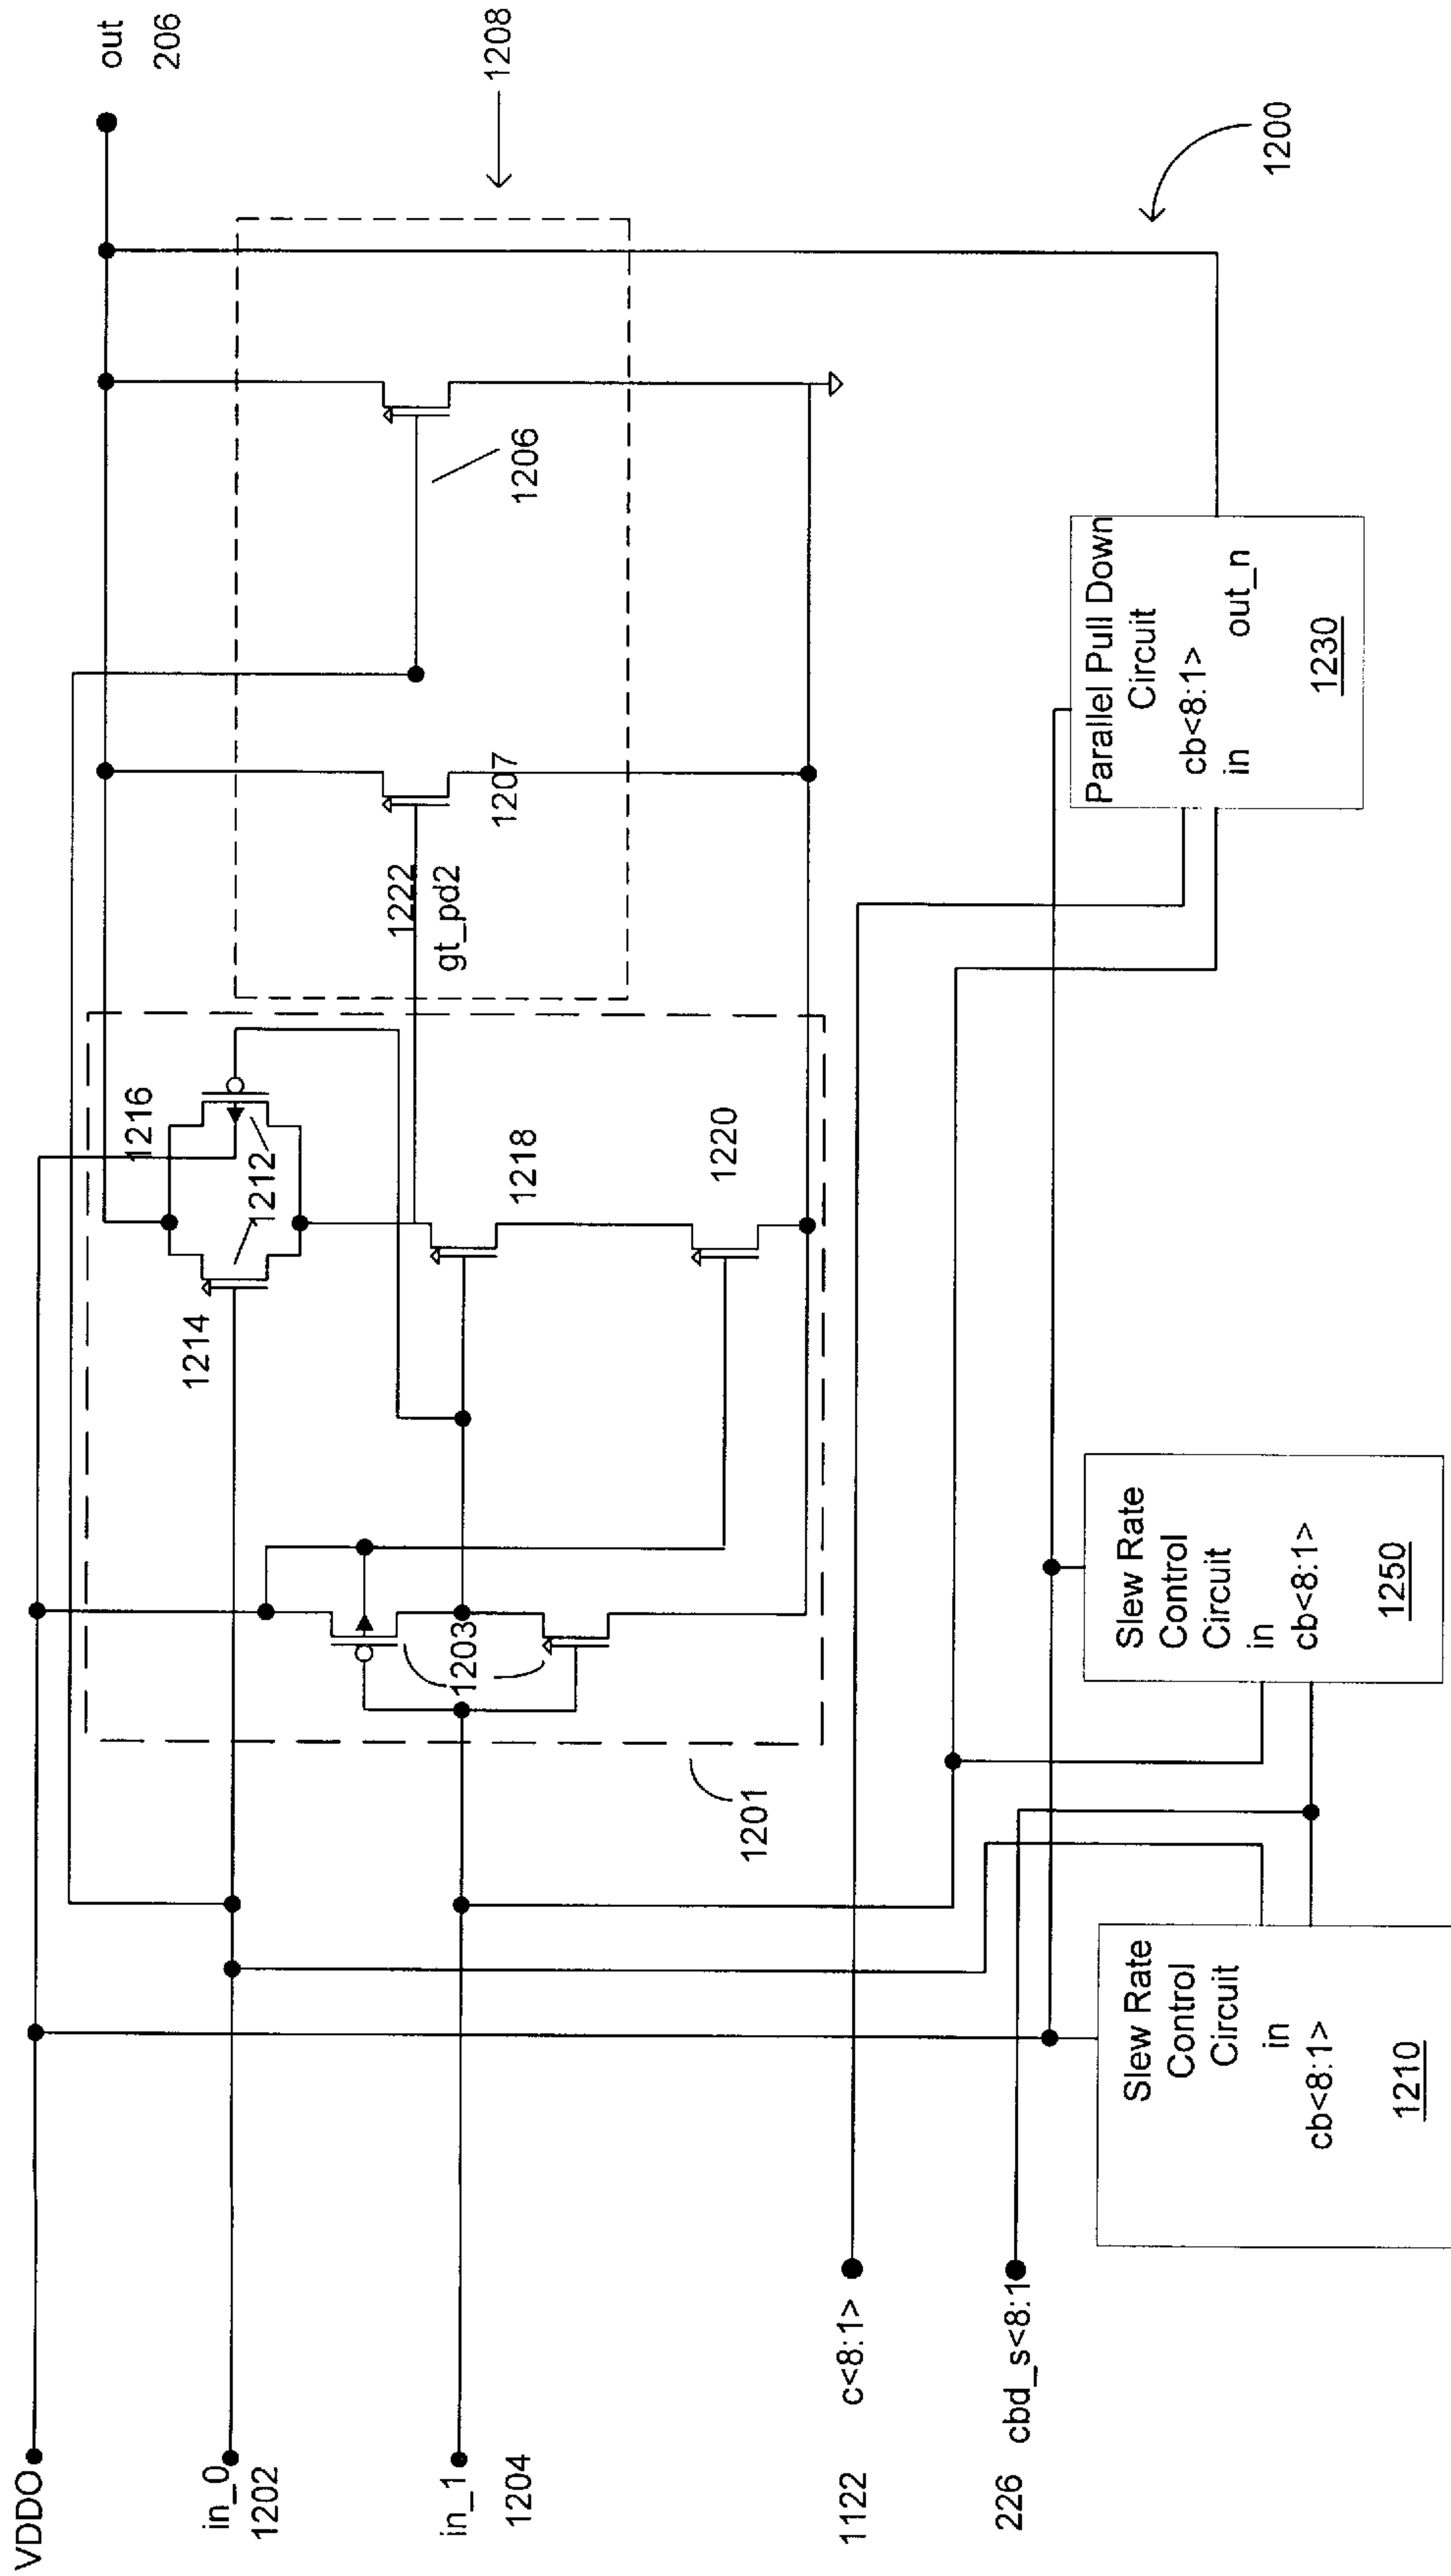 VDDO
in_0
1202
in_1
1204
1122
c<8:1>
226
cbd_s<8:1
out
206
1208
1200
1216
1212
1214
1222
gt_pd2
1207
1206
1218
1220
1203
1201
Slew Rate
Control
Circuit
in
cb<8:1>
1210
Slew Rate
Control
Circuit
in
cb<8:1>
1250
Parallel Pull Down
Circuit
cb<8:1>
in
out_n
1230